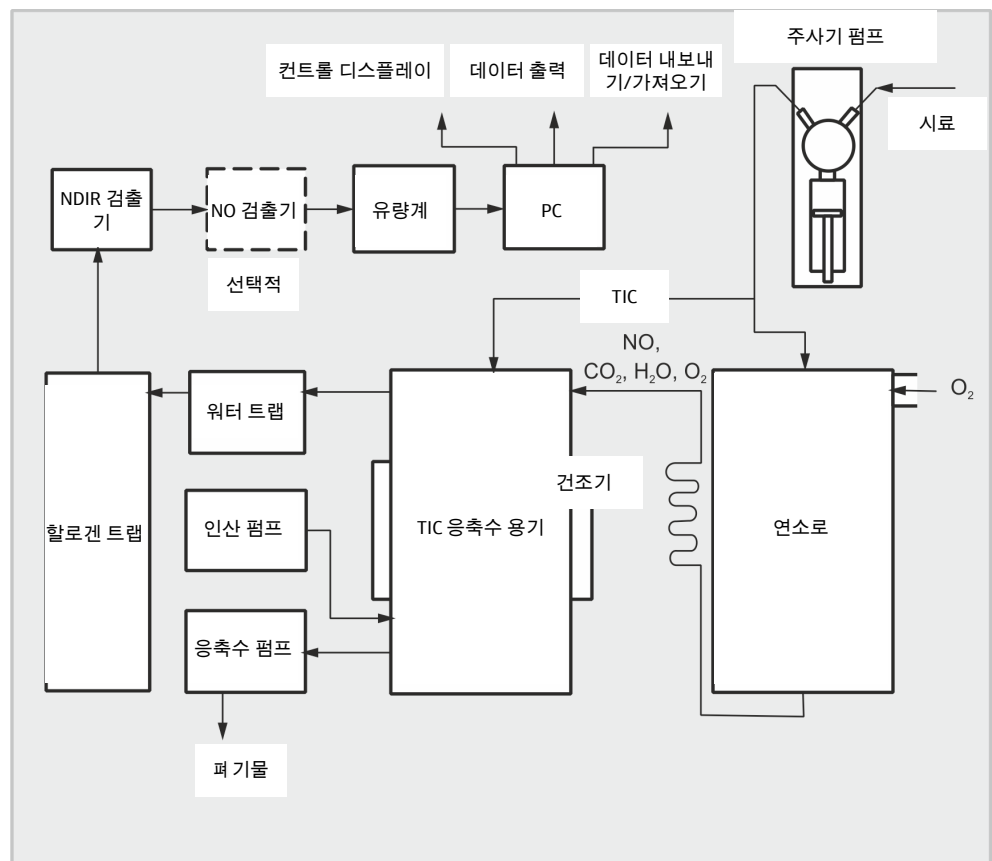 주사기 펌프
컨트롤 디스플레이
데이터 출력
데이터 내보내
기/가져오기
시료
NDIR 검출
기
NO 검출기
유량계
PC
선택적
TIC
NO,
CO₂, H₂O, O₂
O₂
워터 트랩
건조기
할로겐 트랩
인산 펌프
TIC 응축수 용기
연소로
응축수 펌프
폐기물